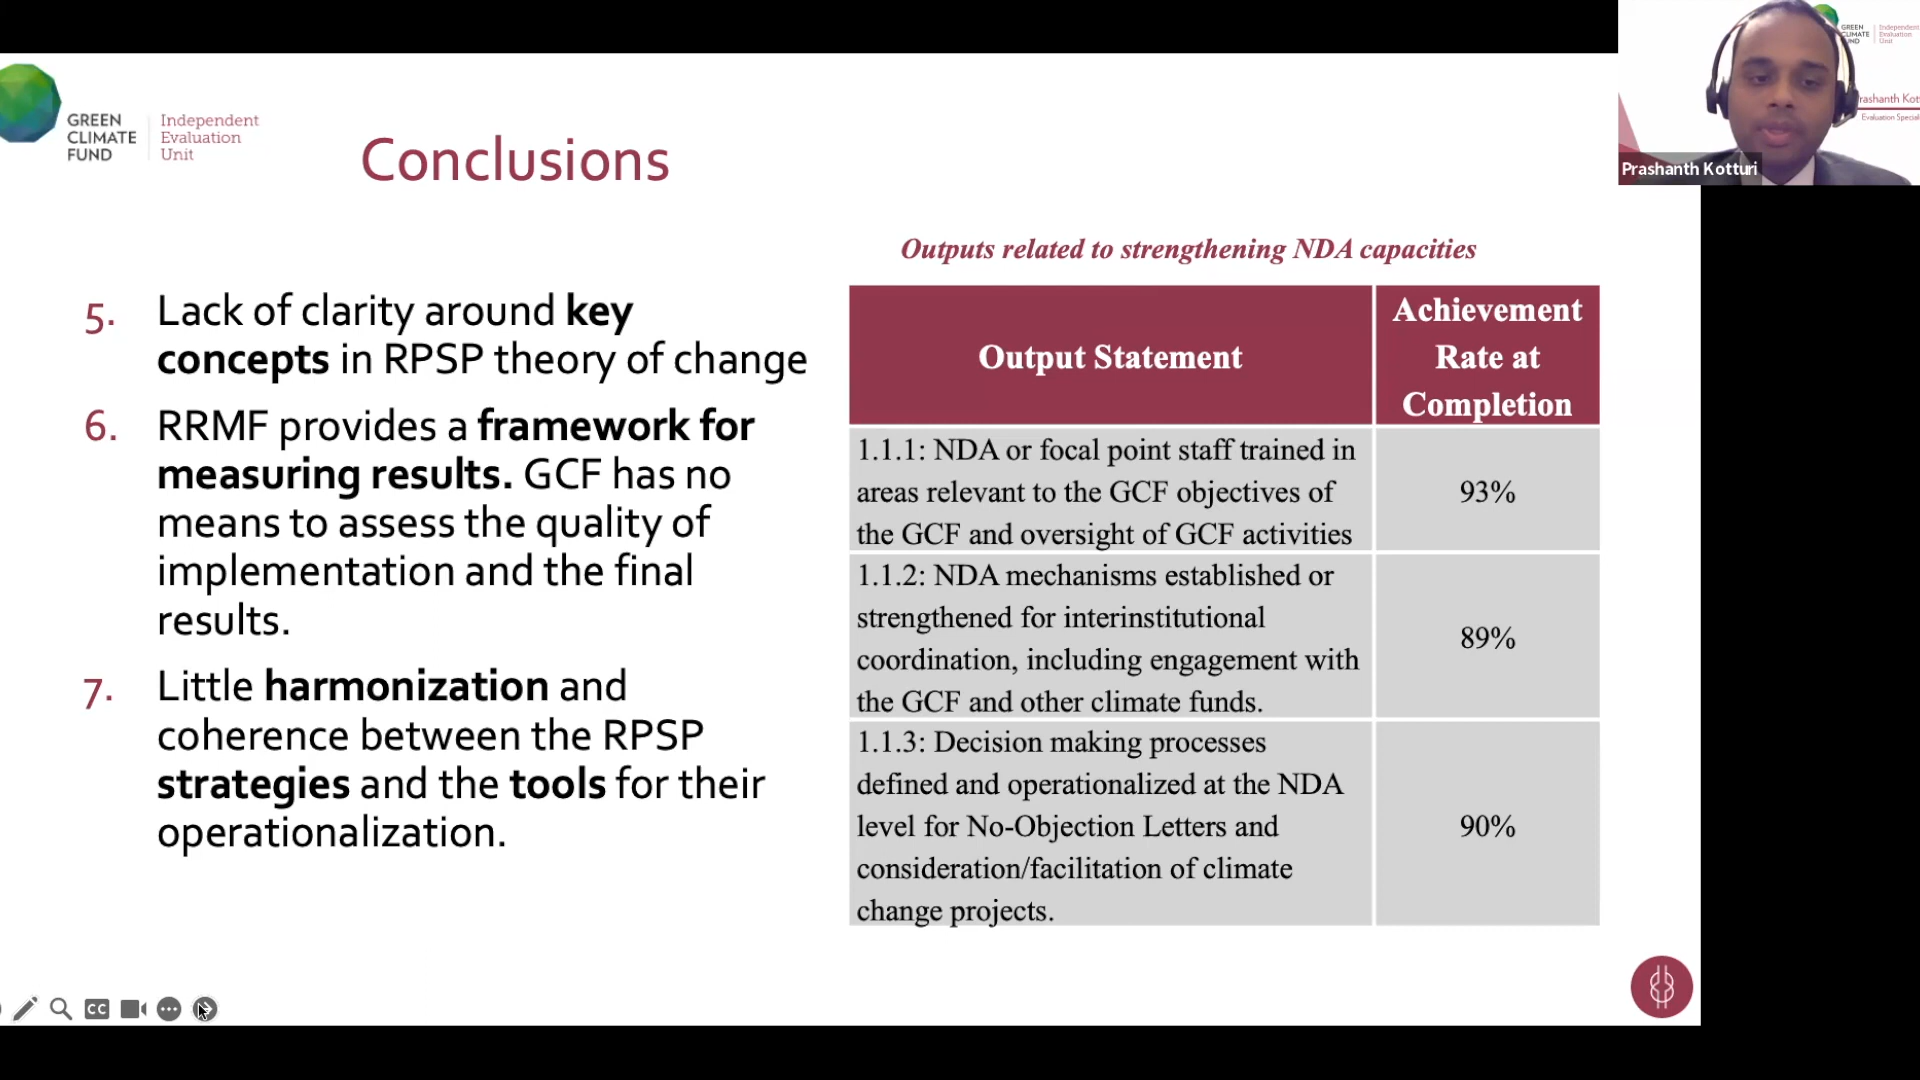 GREEN
CLIMATE
FUND
Independent
Evaluation
Unit
Conclusions
5. Lack of clarity around key
concepts in RPSP theory of change
6. RRMF provides a framework for
measuring results. GCF has no
means to assess the quality of
implementation and the final
results.
7. Little harmonization and
coherence between the RPSP
strategies and the tools for their
operationalization.
Outputs related to strengthening NDA capacities
Output Statement
Achievement
Rate at
Completion
1.1.1: NDA or focal point staff trained in
areas relevant to the GCF objectives of
the GCF and oversight of GCF activities
93%
1.1.2: NDA mechanisms established or
strengthened for interinstitutional
coordination, including engagement with
the GCF and other climate funds.
89%
1.1.3: Decision making processes
defined and operationalized at the NDA
level for No-Objection Letters and
consideration/facilitation of climate
change projects.
90%
GREEN
CLIMATE
Independent
Evaluation
Unit
Prashanth Kotturi
CC